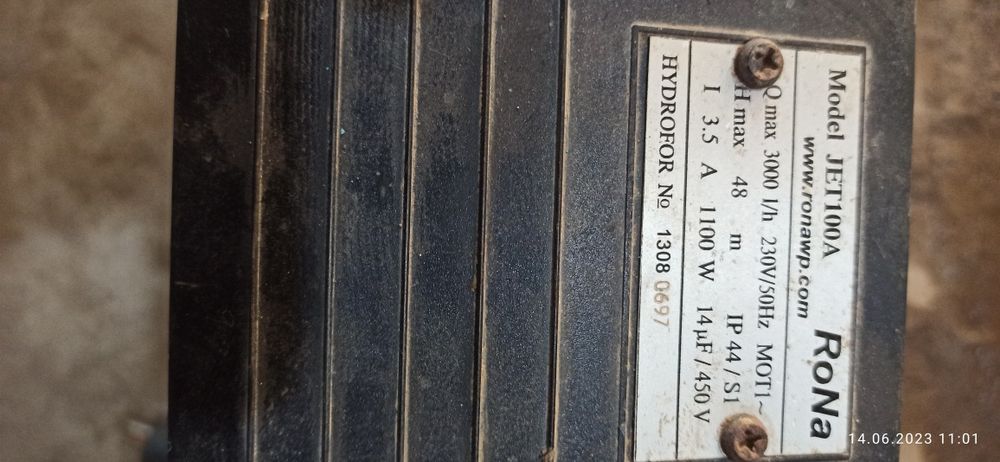 Model JET100A RoNa
www.ronawp.com
Q max 3000 l/h 230V/50Hz MOT1~
H max 48 m IP 44 / S1
I 3.5 A 1100 W 14µF / 450 V
HYDROFOR № 1308 0697
14.06.2023 11:01